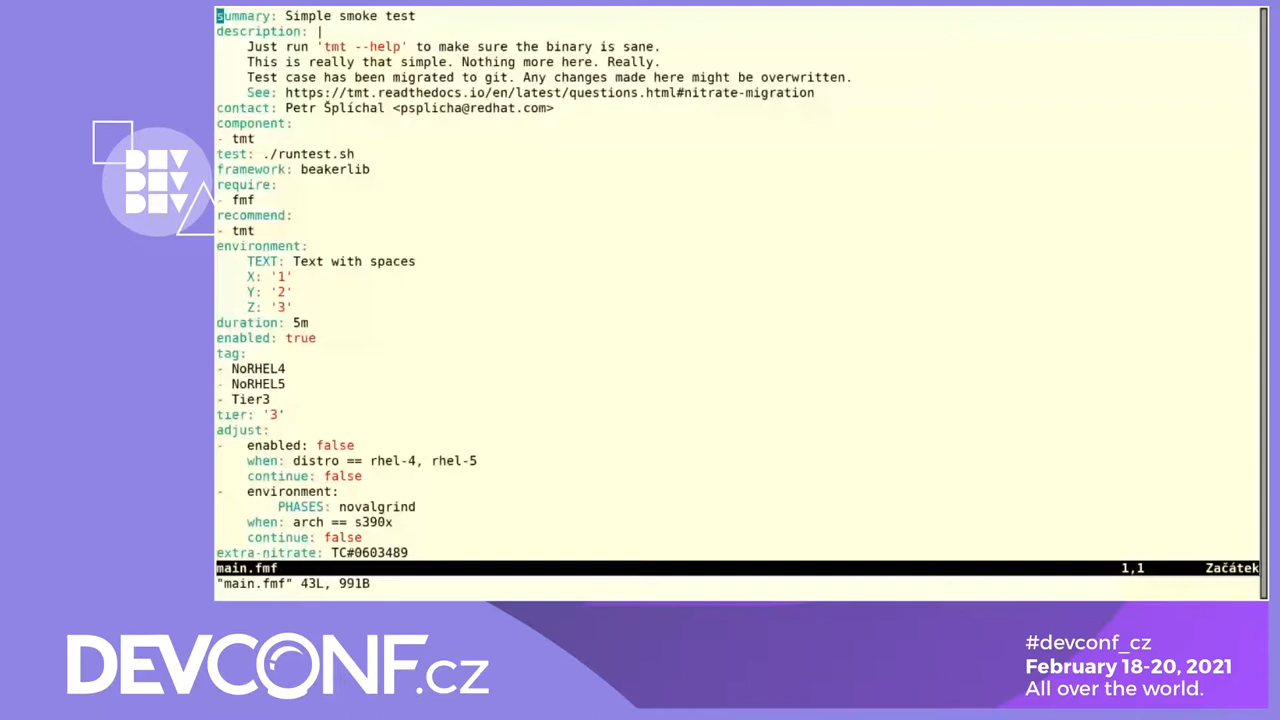 summary: Simple smoke test
description: |
    Just run 'tmt --help' to make sure the binary is sane.
    This is really that simple. Nothing more here. Really.
    Test case has been migrated to git. Any changes made here might be overwritten.
    See: https://tmt.readthedocs.io/en/latest/questions.html#nitrate-migration
contact: Petr Šplíchal <psplicha@redhat.com>
component:
- tmt
test: ./runtest.sh
framework: beakerlib
require:
- fmf
recommend:
- tmt
environment:
    TEXT: Text with spaces
    X: '1'
    Y: '2'
    Z: '3'
duration: 5m
enabled: true
tag:
- NoRHEL4
- NoRHEL5
- Tier3
tier: '3'
adjust:
-   enabled: false
    when: distro == rhel-4, rhel-5
    continue: false
-   environment:
        PHASES: novalgrind
    when: arch == s390x
    continue: false
extra-nitrate: TC#0603489
main.fmf 1,1 Začátek
"main.fmf" 43L, 991B
DEV
DEV
DEV
DEVCONF.cz
#devconf_cz
February 18-20, 2021
All over the world.